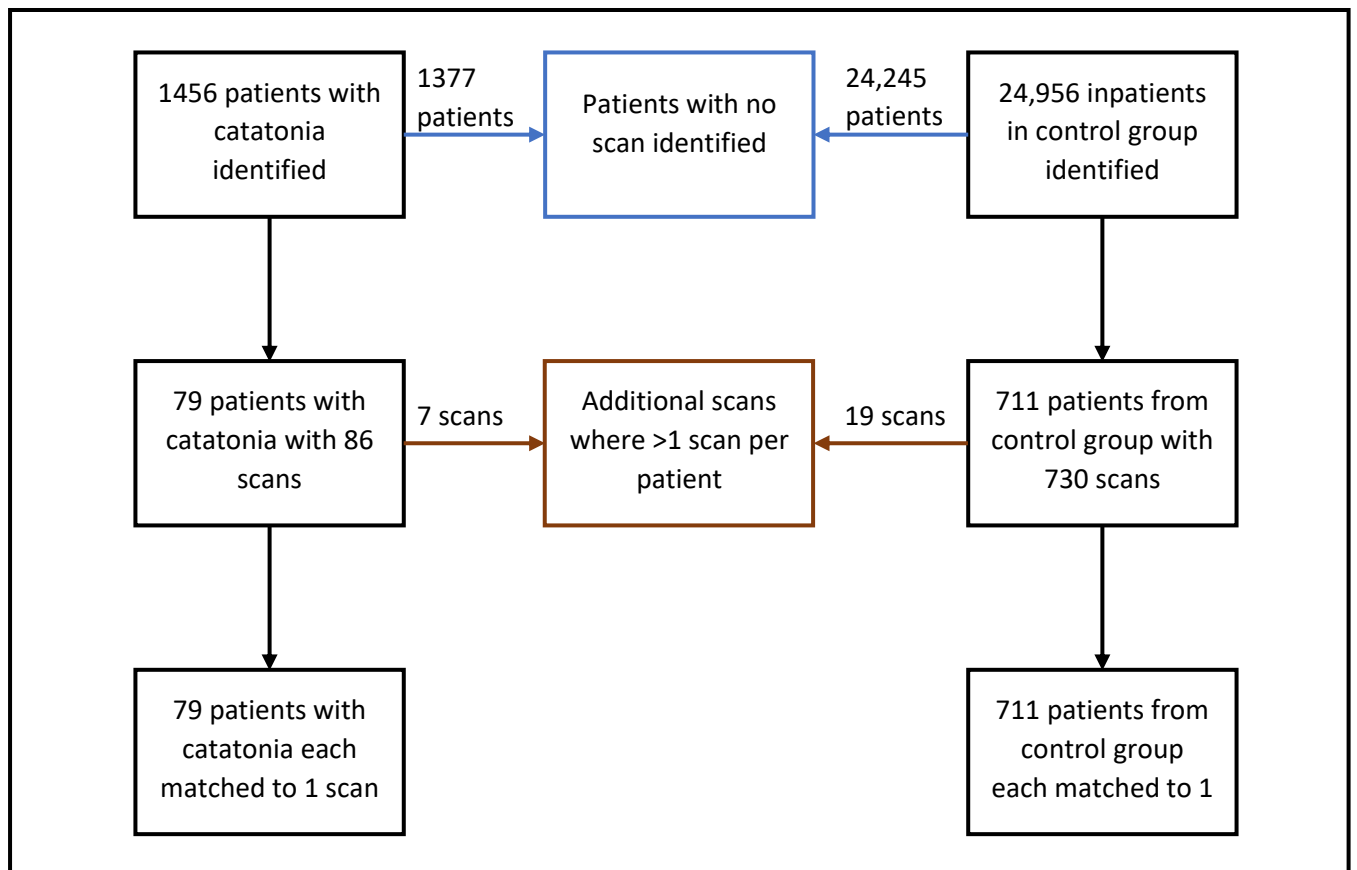 1456 patients with
catatonia
identified
1377
patients
Patients with no
scan identified
24,245
patients
24,956 inpatients
in control group
identified
79 patients with
catatonia with 86
scans
7 scans
Additional scans
where >1 scan per
patient
19 scans
711 patients from
control group with
730 scans
79 patients with
catatonia each
matched to 1 scan
711 patients from
control group
each matched to 1